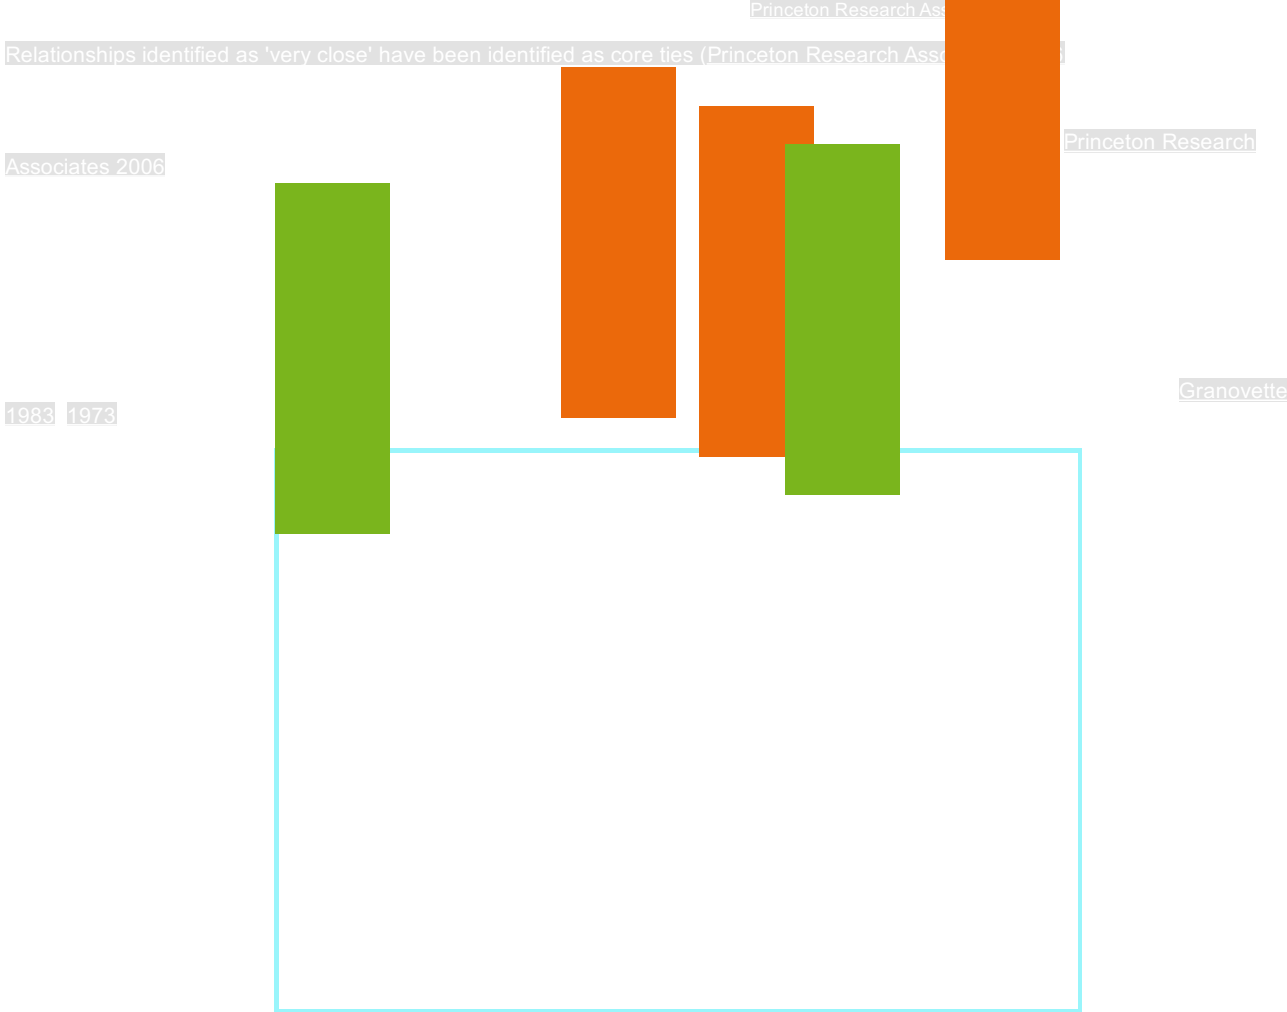 Princeton Research Ass
Relationships identified as 'very close' have been identified as core ties (Princeton Research Asso
Princeton Research
Associates 2006
Granovette
1983 1973